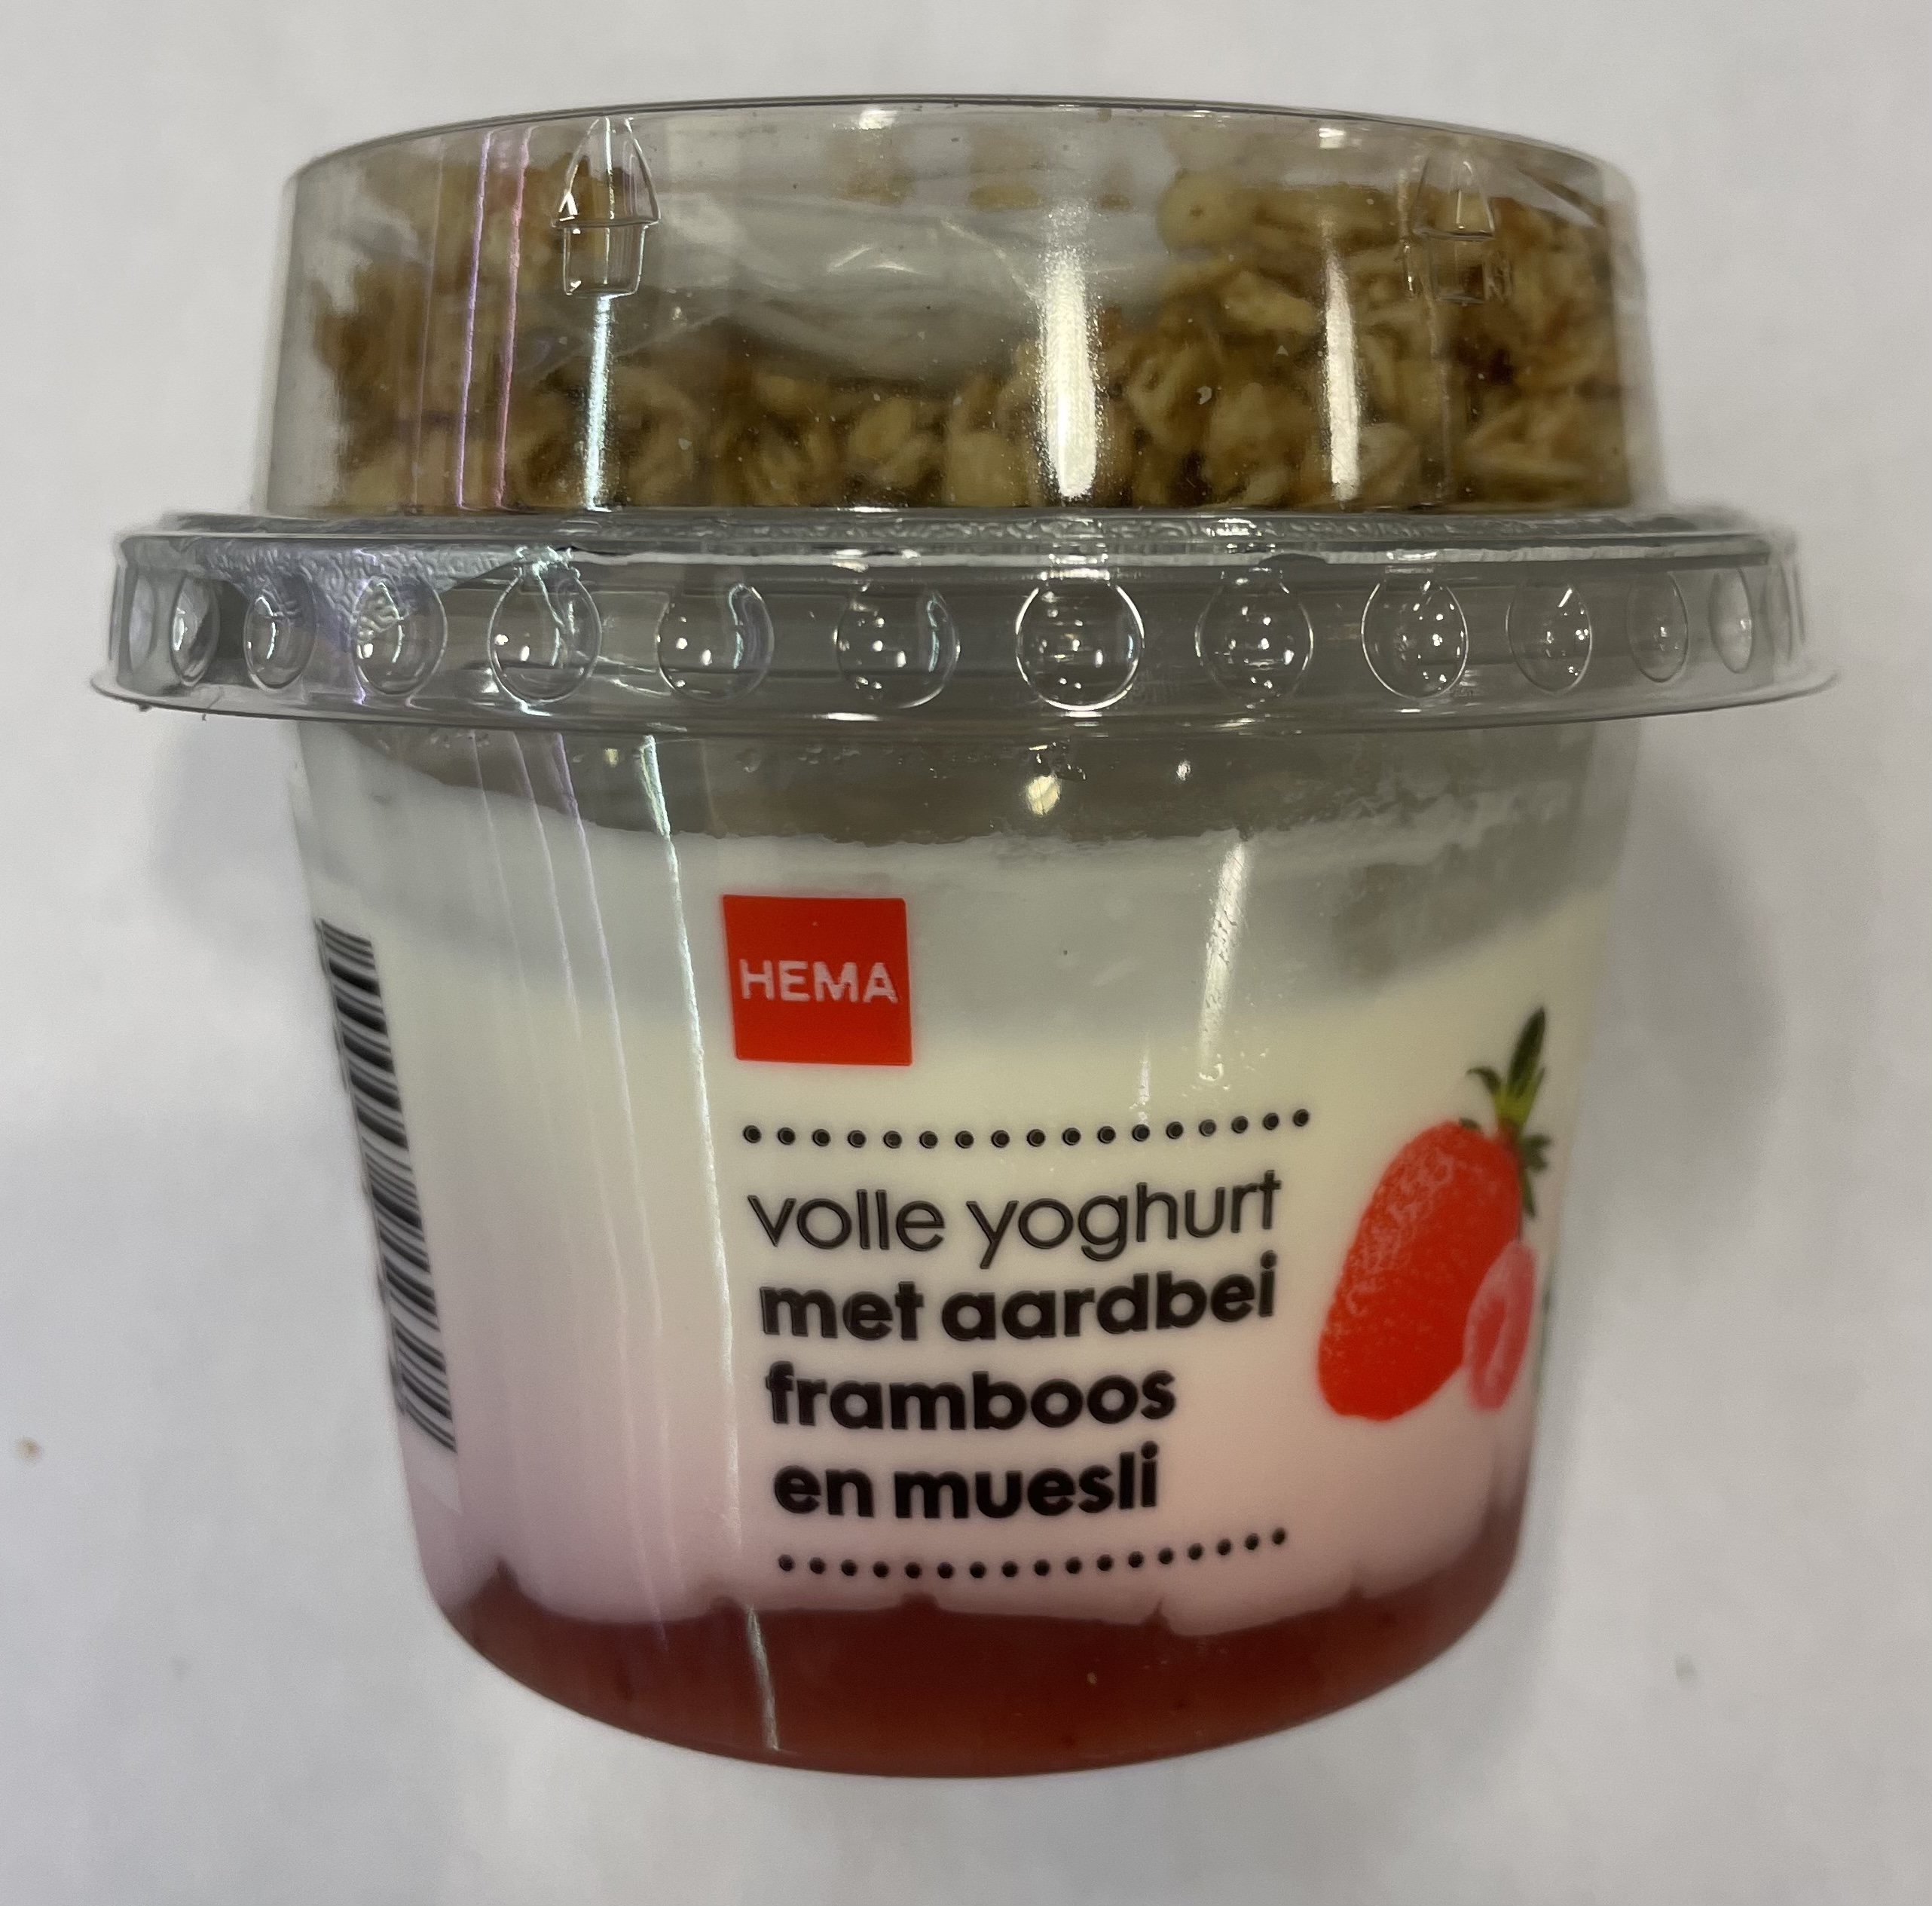 HEMA
volle yoghurt
met aardbei
framboos
en muesli